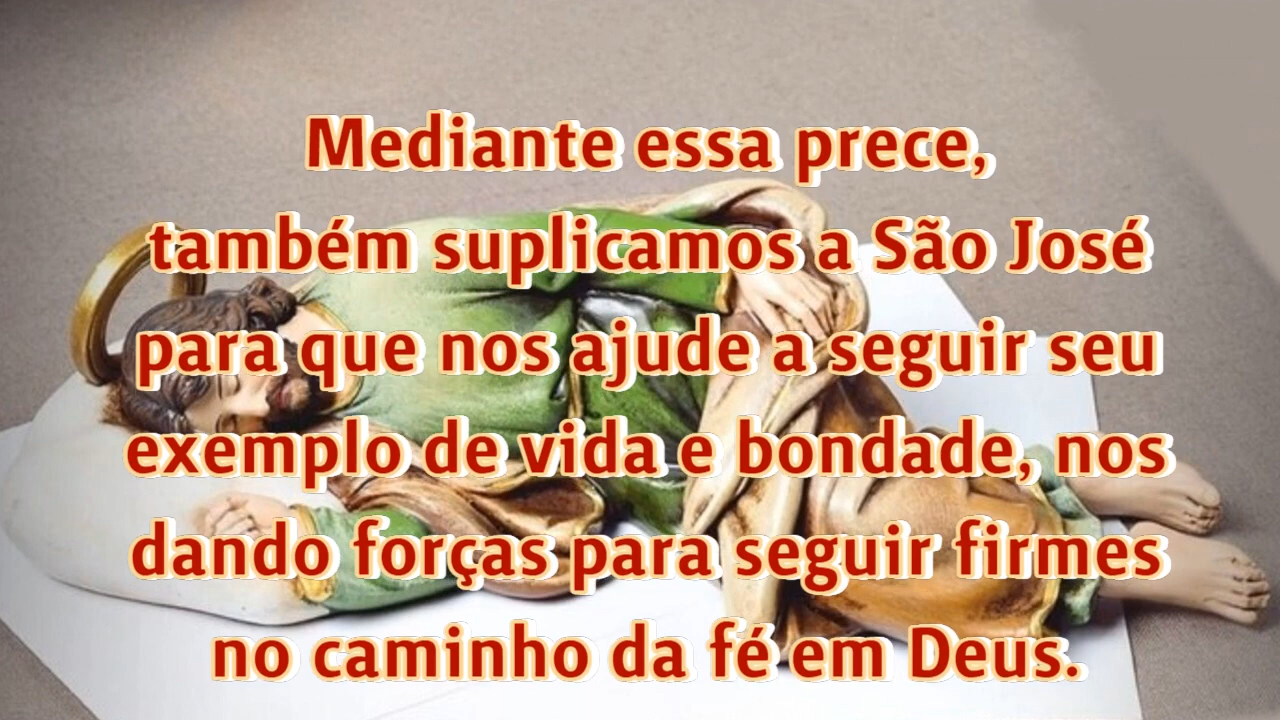 Mediante essa prece,
também suplicamos a São José
para que nos ajude a seguir seu
exemplo de vida e bondade, nos
dando forças para seguir firmes
no caminho da fé em Deus.